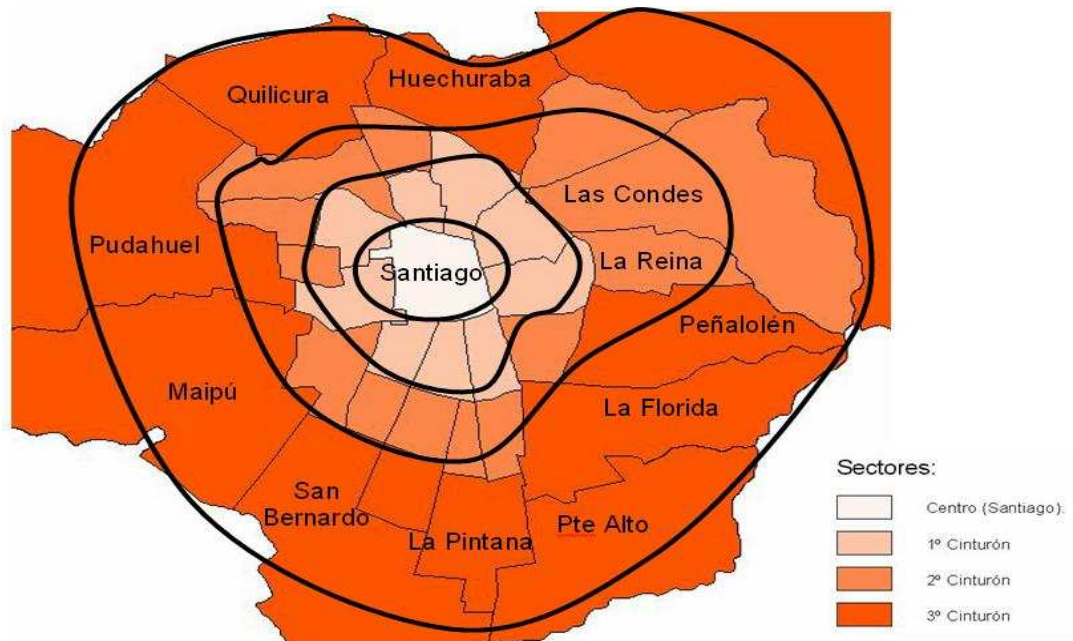 Huechuraba
Quilicura
Las Condes
Pudahuel
La Reina
Santiago
Peñalolén
Maipú
La Florida
San
Bernardo
Pte Alto
La Pintana
Sectores:
Centro (Santiago).
1º Cinturón
2º Cinturón
3º Cinturón